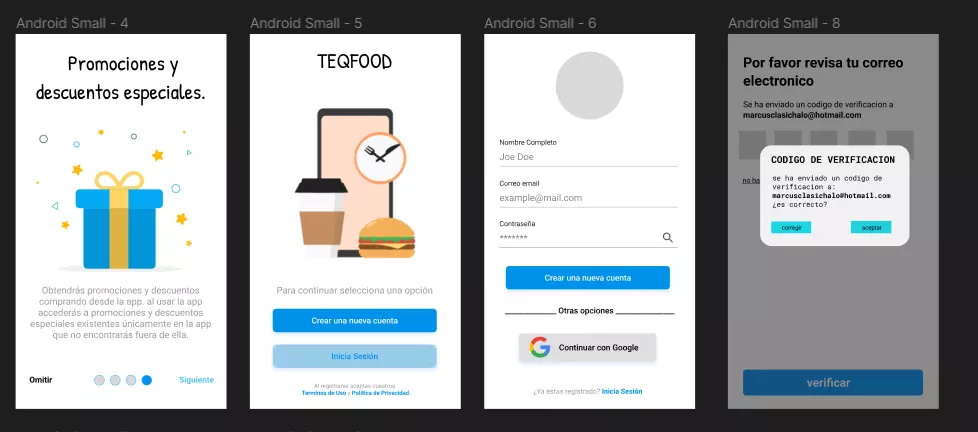 Android Small - 4
Promociones y
descuentos especiales.
Obtendrás promociones y descuentos
comprando desde la app. al usar la app
accederás a promociones y descuentos
especiales existentes únicamente en la app
que no encontrarás fuera de ella.
Omitir
Siguiente
Android Small - 5
TEQFOOD
Para continuar selecciona una opción
Crear una nueva cuenta
Inicia Sesión
Al registrarse aceptas nuestros
Terminos de Uso y Politica de Privacidad
Android Small - 6
Nombre Completo
Joe Doe
Correo email
example@mail.com
Contraseña
*******
Crear una nueva cuenta
Otras opciones
Continuar con Google
¿Ya estas registrado? Inicia Sesión
Android Small - 8
Por favor revisa tu correo
electronico
Se ha enviado un codigo de verificacion a
marcusclasichalo@hotmail.com
no ha
CODIGO DE VERIFICACION
se ha enviado un codigo de
verificacion a:
marcusclasichalo@hotmail.com
¿es correcto?
corregir
aceptar
verificar